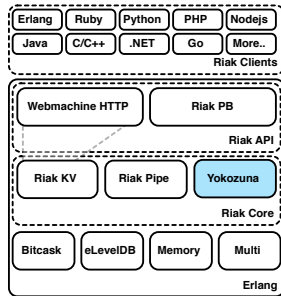 Erlang Ruby Python PHP Nodejs
Java C/C++ .NET Go More..
Riak Clients
Webmachine HTTP Riak PB
Riak API
Riak KV Riak Pipe Yokozuna
Riak Core
Bitcask eLevelDB Memory Multi
Erlang